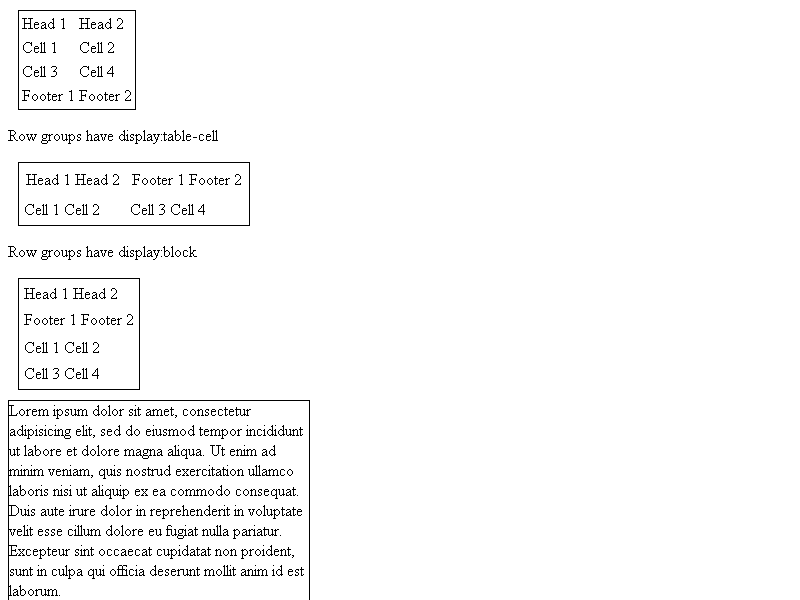 Head 1 Head 2
Cell 1 Cell 2
Cell 3 Cell 4
Footer 1 Footer 2
Row groups have display:table-cell
Head 1 Head 2 Footer 1 Footer 2
Cell 1 Cell 2 Cell 3 Cell 4
Row groups have display:block
Head 1 Head 2
Footer 1 Footer 2
Cell 1 Cell 2
Cell 3 Cell 4
Lorem ipsum dolor sit amet, consectetur
adipisicing elit, sed do eiusmod tempor incididunt
ut labore et dolore magna aliqua. Ut enim ad
minim veniam, quis nostrud exercitation ullamco
laboris nisi ut aliquip ex ea commodo consequat.
Duis aute irure dolor in reprehenderit in voluptate
velit esse cillum dolore eu fugiat nulla pariatur.
Excepteur sint occaecat cupidatat non proident,
sunt in culpa qui officia deserunt mollit anim id est
laborum.